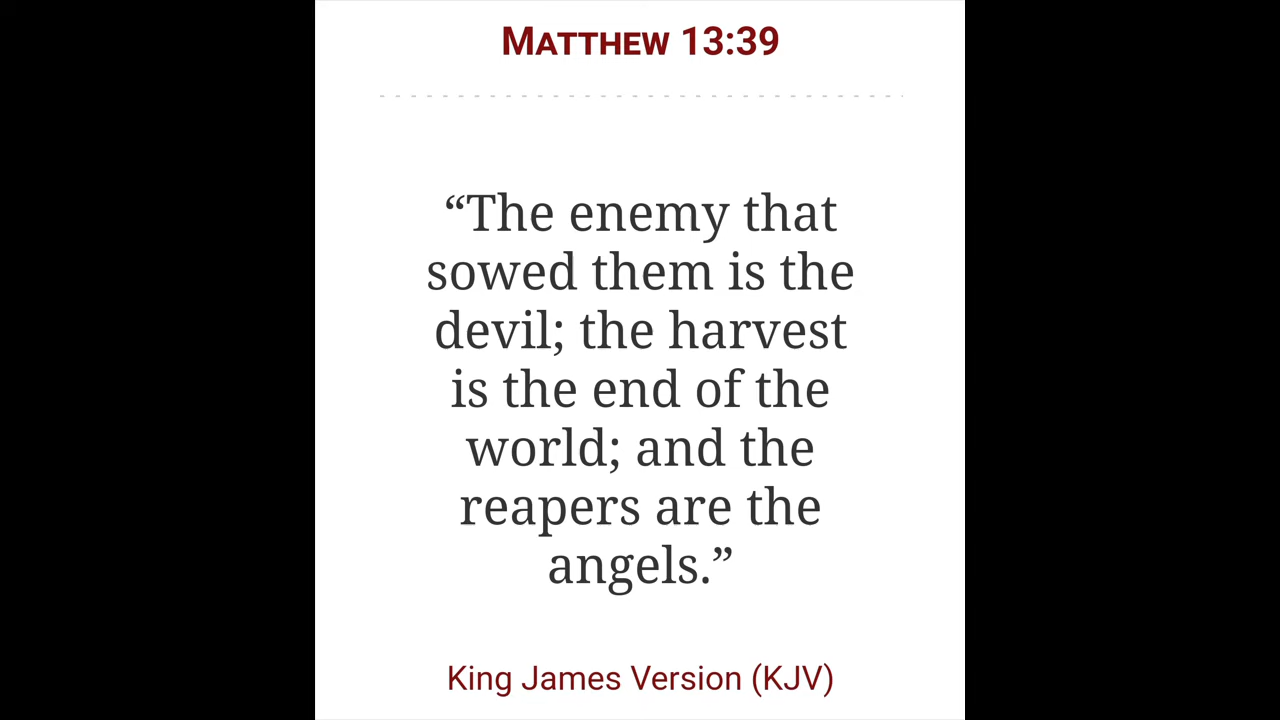 Matthew 13:39
“The enemy that
sowed them is the
devil; the harvest
is the end of the
world; and the
reapers are the
angels.”
King James Version (KJV)